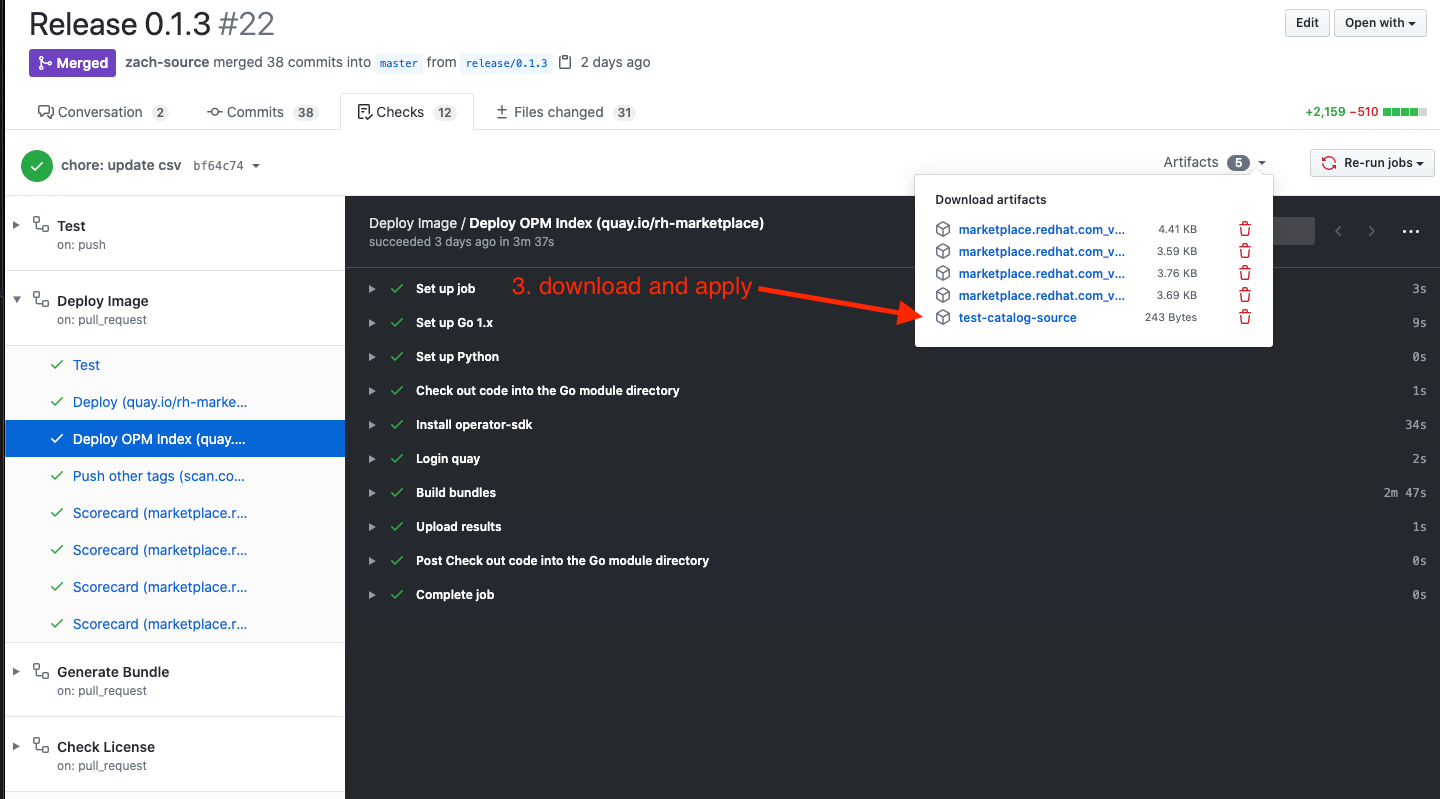 Release 0.1.3 #22
Edit
Open with
Merged
zach-source merged 38 commits into master from release/0.1.3 2 days ago
Conversation 2
Commits 38
Checks 12
Files changed 31
+2,159 −510
chore: update csv bf64c74
Artifacts 5
Re-run jobs
Download artifacts
marketplace.redhat.com_v... 4.41 KB
marketplace.redhat.com_v... 3.59 KB
marketplace.redhat.com_v... 3.76 KB
marketplace.redhat.com_v... 3.69 KB
test-catalog-source 243 Bytes
Test
on: push
Deploy Image
on: pull_request
Test
Deploy (quay.io/rh-marke...
Deploy OPM Index (quay....
Push other tags (scan.co...
Scorecard (marketplace.r...
Scorecard (marketplace.r...
Scorecard (marketplace.r...
Scorecard (marketplace.r...
Generate Bundle
on: pull_request
Check License
on: pull_request
Deploy Image / Deploy OPM Index (quay.io/rh-marketplace)
succeeded 3 days ago in 3m 37s
3. download and apply
Set up job 3s
Set up Go 1.x 9s
Set up Python 0s
Check out code into the Go module directory 1s
Install operator-sdk 34s
Login quay 2s
Build bundles 2m 47s
Upload results 1s
Post Check out code into the Go module directory 0s
Complete job 0s